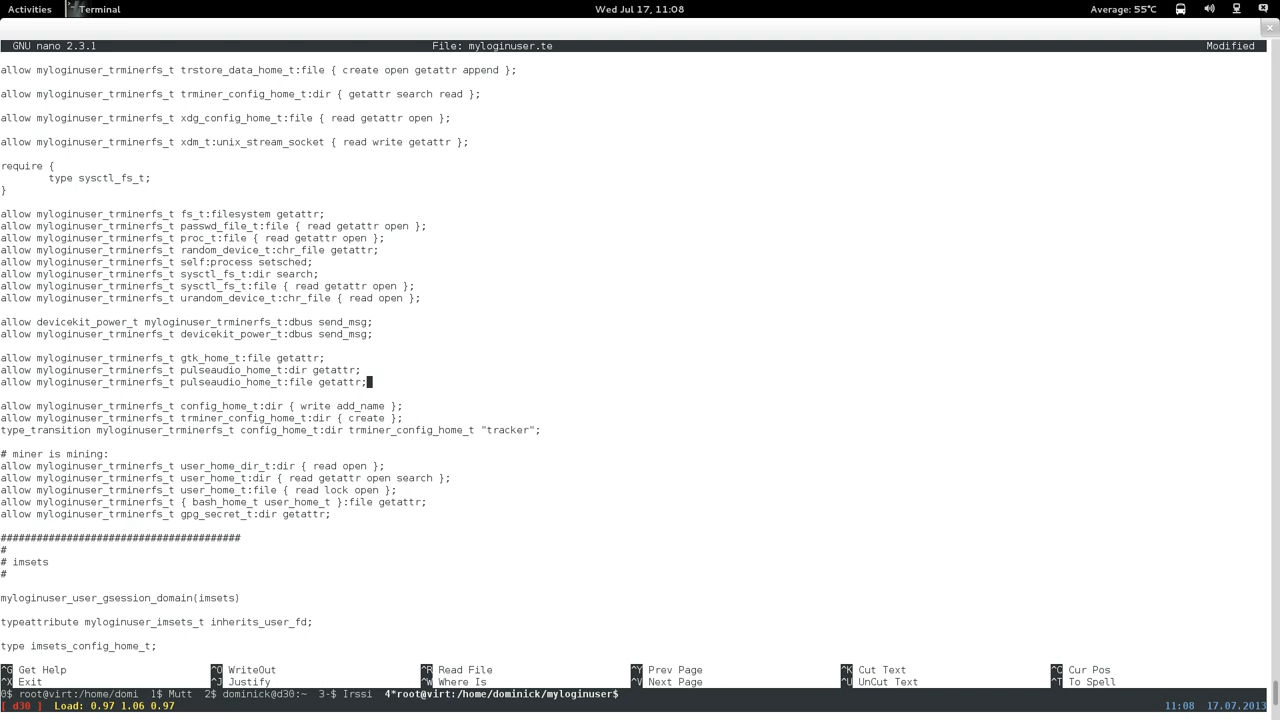 Activities Terminal Wed Jul 17, 11:08 Average: 55°C
GNU nano 2.3.1 File: myloginuser.te Modified
allow myloginuser_trminerfs_t trstore_data_home_t:file { create open getattr append };
allow myloginuser_trminerfs_t trminer_config_home_t:dir { getattr search read };
allow myloginuser_trminerfs_t xdg_config_home_t:file { read getattr open };
allow myloginuser_trminerfs_t xdm_t:unix_stream_socket { read write getattr };
require {
        type sysctl_fs_t;
}
allow myloginuser_trminerfs_t fs_t:filesystem getattr;
allow myloginuser_trminerfs_t passwd_file_t:file { read getattr open };
allow myloginuser_trminerfs_t proc_t:file { read getattr open };
allow myloginuser_trminerfs_t random_device_t:chr_file getattr;
allow myloginuser_trminerfs_t self:process setsched;
allow myloginuser_trminerfs_t sysctl_fs_t:dir search;
allow myloginuser_trminerfs_t sysctl_fs_t:file { read getattr open };
allow myloginuser_trminerfs_t urandom_device_t:chr_file { read open };
allow devicekit_power_t myloginuser_trminerfs_t:dbus send_msg;
allow myloginuser_trminerfs_t devicekit_power_t:dbus send_msg;
allow myloginuser_trminerfs_t gtk_home_t:file getattr;
allow myloginuser_trminerfs_t pulseaudio_home_t:dir getattr;
allow myloginuser_trminerfs_t pulseaudio_home_t:file getattr;
allow myloginuser_trminerfs_t config_home_t:dir { write add_name };
allow myloginuser_trminerfs_t trminer_config_home_t:dir { create };
type_transition myloginuser_trminerfs_t config_home_t:dir trminer_config_home_t "tracker";
# miner is mining:
allow myloginuser_trminerfs_t user_home_dir_t:dir { read open };
allow myloginuser_trminerfs_t user_home_t:dir { read getattr open search };
allow myloginuser_trminerfs_t user_home_t:file { read lock open };
allow myloginuser_trminerfs_t { bash_home_t user_home_t }:file getattr;
allow myloginuser_trminerfs_t gpg_secret_t:dir getattr;
########################################
#
# imsets
#
myloginuser_user_gsession_domain(imsets)
typeattribute myloginuser_imsets_t inherits_user_fd;
type imsets_config_home_t;
^G Get Help ^O WriteOut ^R Read File ^Y Prev Page ^K Cut Text ^C Cur Pos
^X Exit ^J Justify ^W Where Is ^V Next Page ^U UnCut Text ^T To Spell
0$ root@virt:/home/domi 1$ Mutt 2$ dominick@d30:~ 3-$ Irssi 4*root@virt:/home/dominick/myloginuser$
[ d30 ] Load: 0.97 1.06 0.97 11:08 17.07.2013